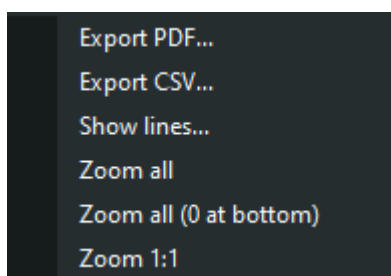 Export PDF...
Export CSV...
Show lines...
Zoom all
Zoom all (0 at bottom)
Zoom 1:1